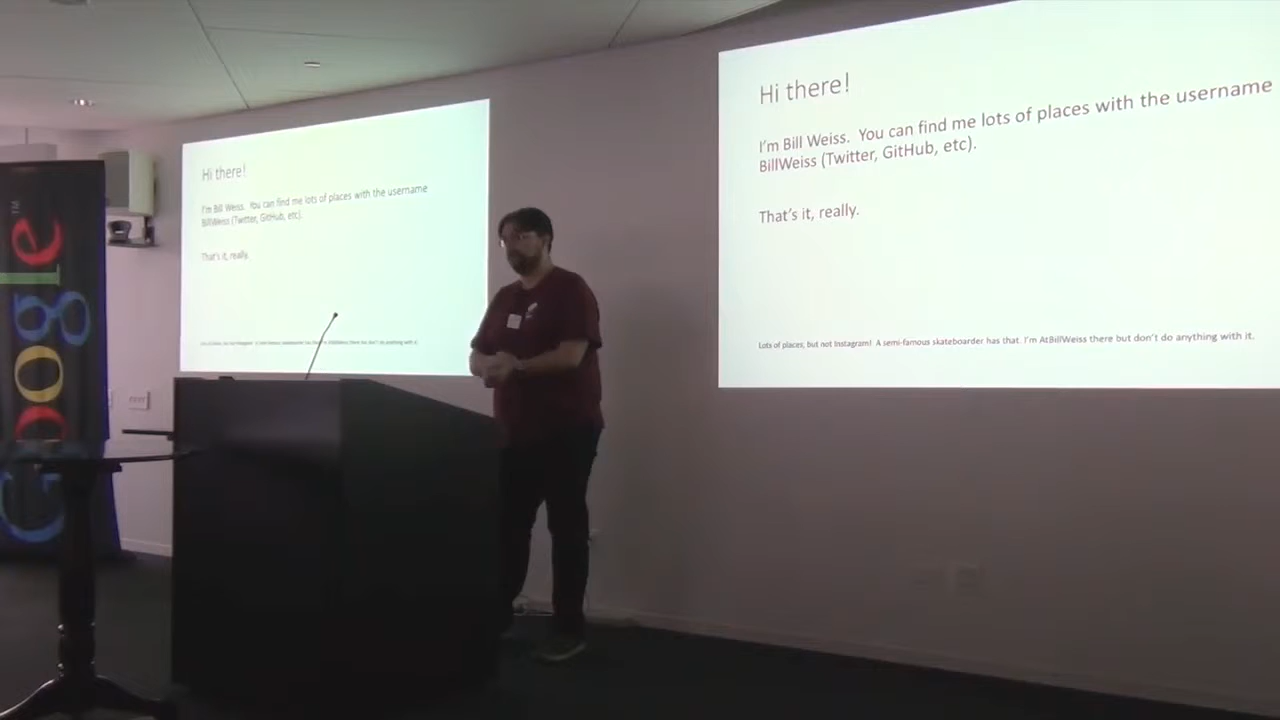 Google™
Hi there!
I'm Bill Weiss. You can find me lots of places with the username
BillWeiss (Twitter, GitHub, etc).
That's it, really.
Hi there!
I'm Bill Weiss. You can find me lots of places with the username
BillWeiss (Twitter, GitHub, etc).
That's it, really.
Lots of places, but not Instagram! A semi-famous skateboarder has that. I'm AtBillWeiss there but don't do anything with it.